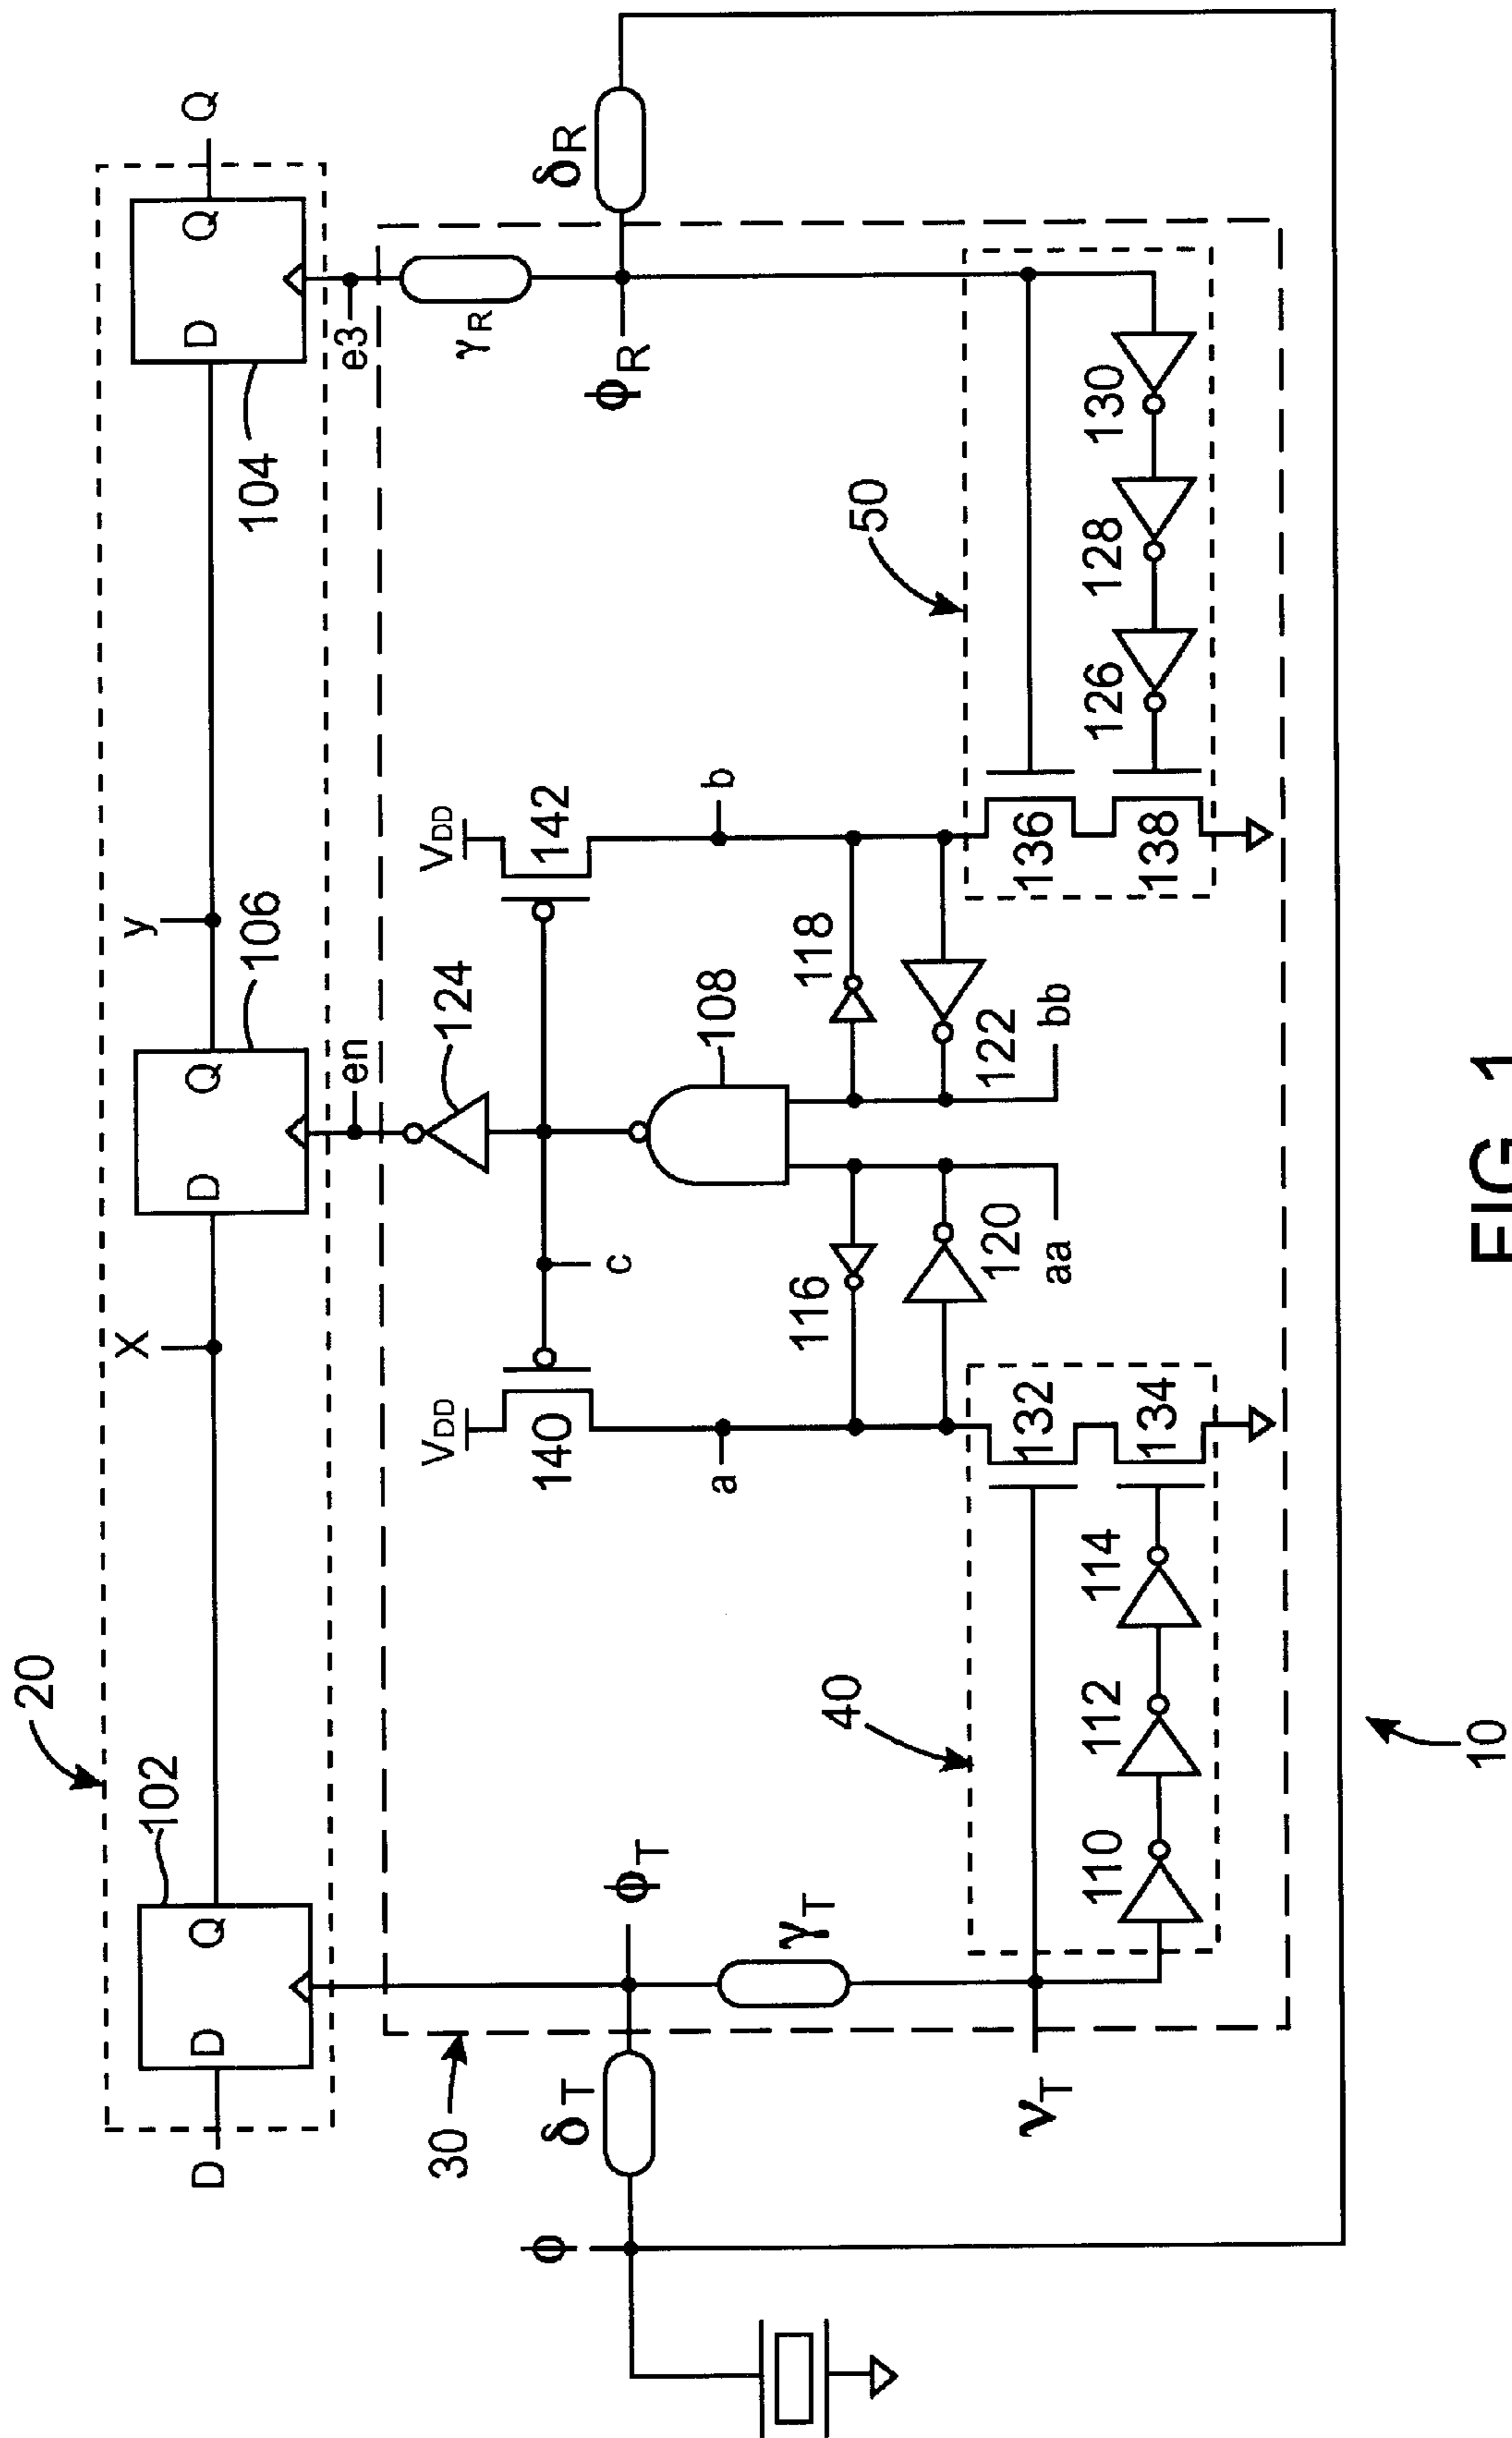 20
102
D
D
Q
X
D
Q
106
y
D
Q
104
Q
30
en
e3
124
γR
δT
ϕT
ϕ
VDD
140
c
VDD
142
ϕR
δR
a
108
b
γT
40
116
118
50
120
122
aa
bb
νT
132
134
136
138
110
112
114
126
128
130
10
FIG. 1